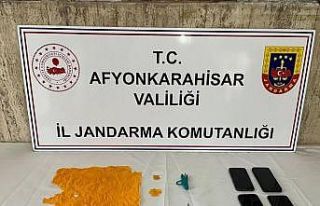 T.C.
AFYONKARAHİSAR
VALİLİĞİ
İL JANDARMA KOMUTANLIĞI